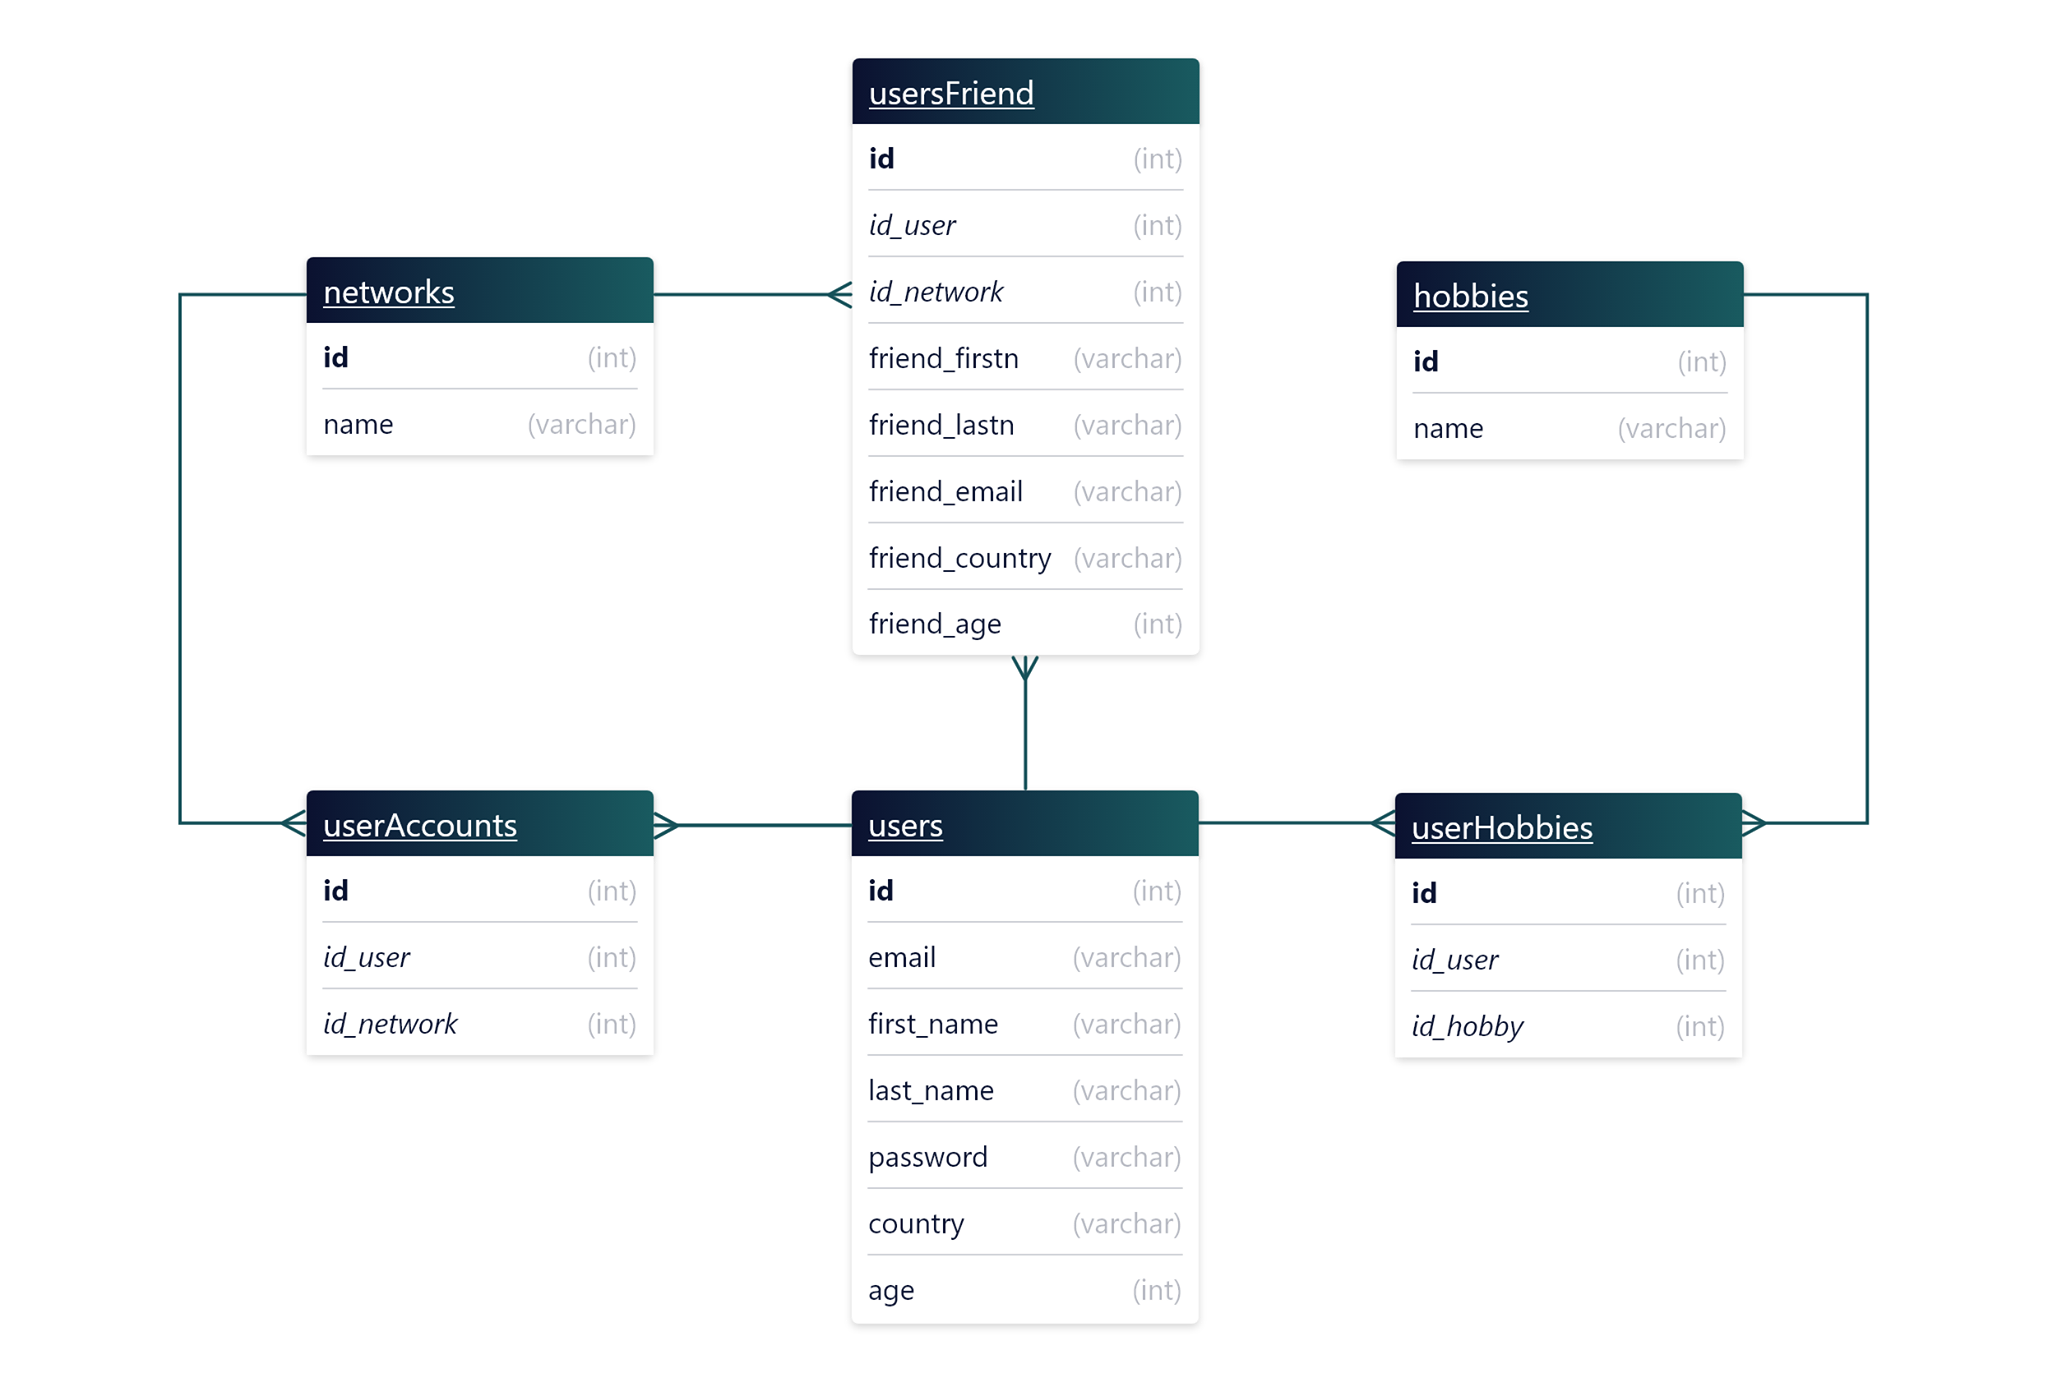 usersFriend
id (int)
id_user (int)
id_network (int)
friend_firstn (varchar)
friend_lastn (varchar)
friend_email (varchar)
friend_country (varchar)
friend_age (int)
networks
id (int)
name (varchar)
hobbies
id (int)
name (varchar)
userAccounts
id (int)
id_user (int)
id_network (int)
users
id (int)
email (varchar)
first_name (varchar)
last_name (varchar)
password (varchar)
country (varchar)
age (int)
userHobbies
id (int)
id_user (int)
id_hobby (int)